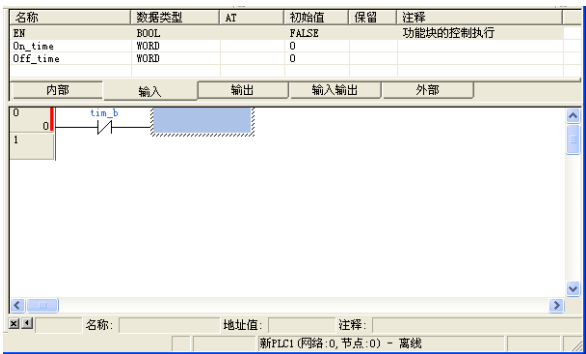 名称 数据类型 AT 初始值 保留 注释
EN BOOL FALSE 功能块的控制执行
On_time WORD 0
Off_time WORD 0
内部 输入 输出 输入输出 外部
0 tim_b
0
1
名称: 地址值: 注释:
新PLC1(网络:0,节点:0) - 离线